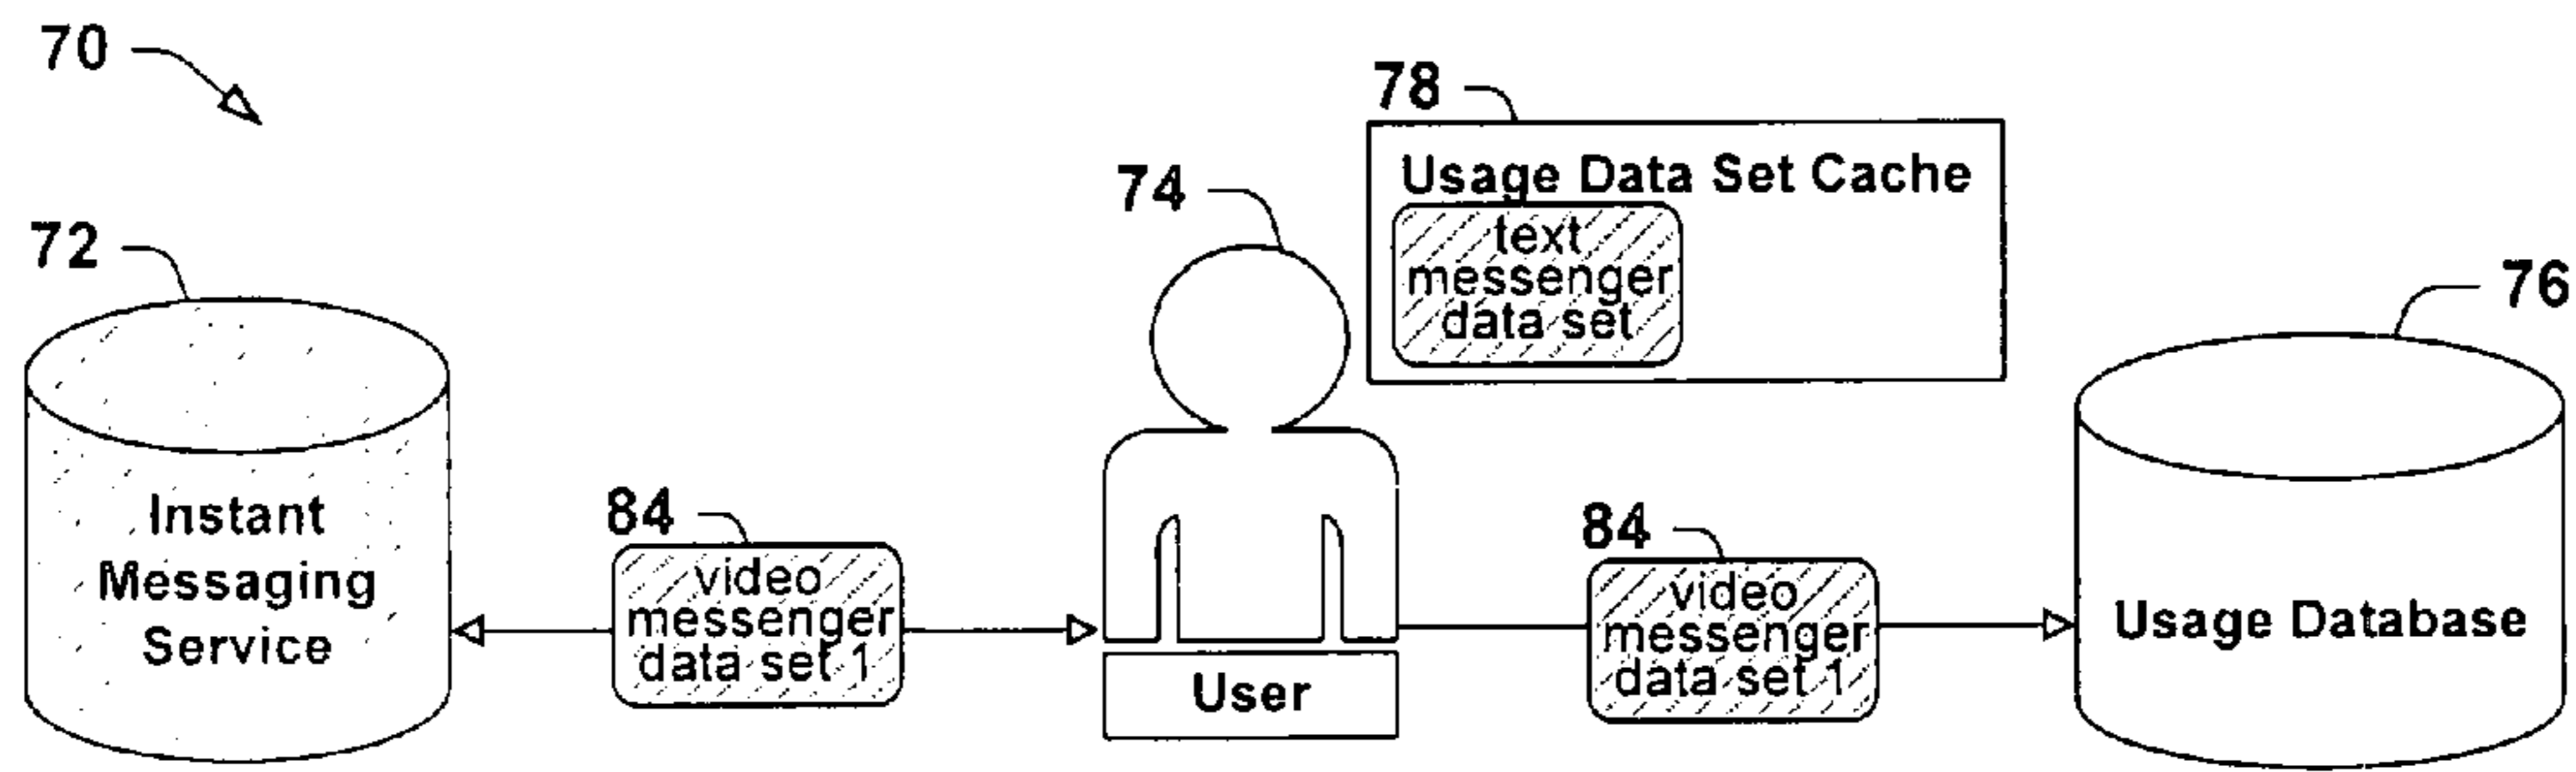 70
78
Usage Data Set Cache
74
text
messenger
data set
72
76
Instant
Messaging
Service
84
video
messenger
data set 1
User
84
video
messenger
data set 1
Usage Database